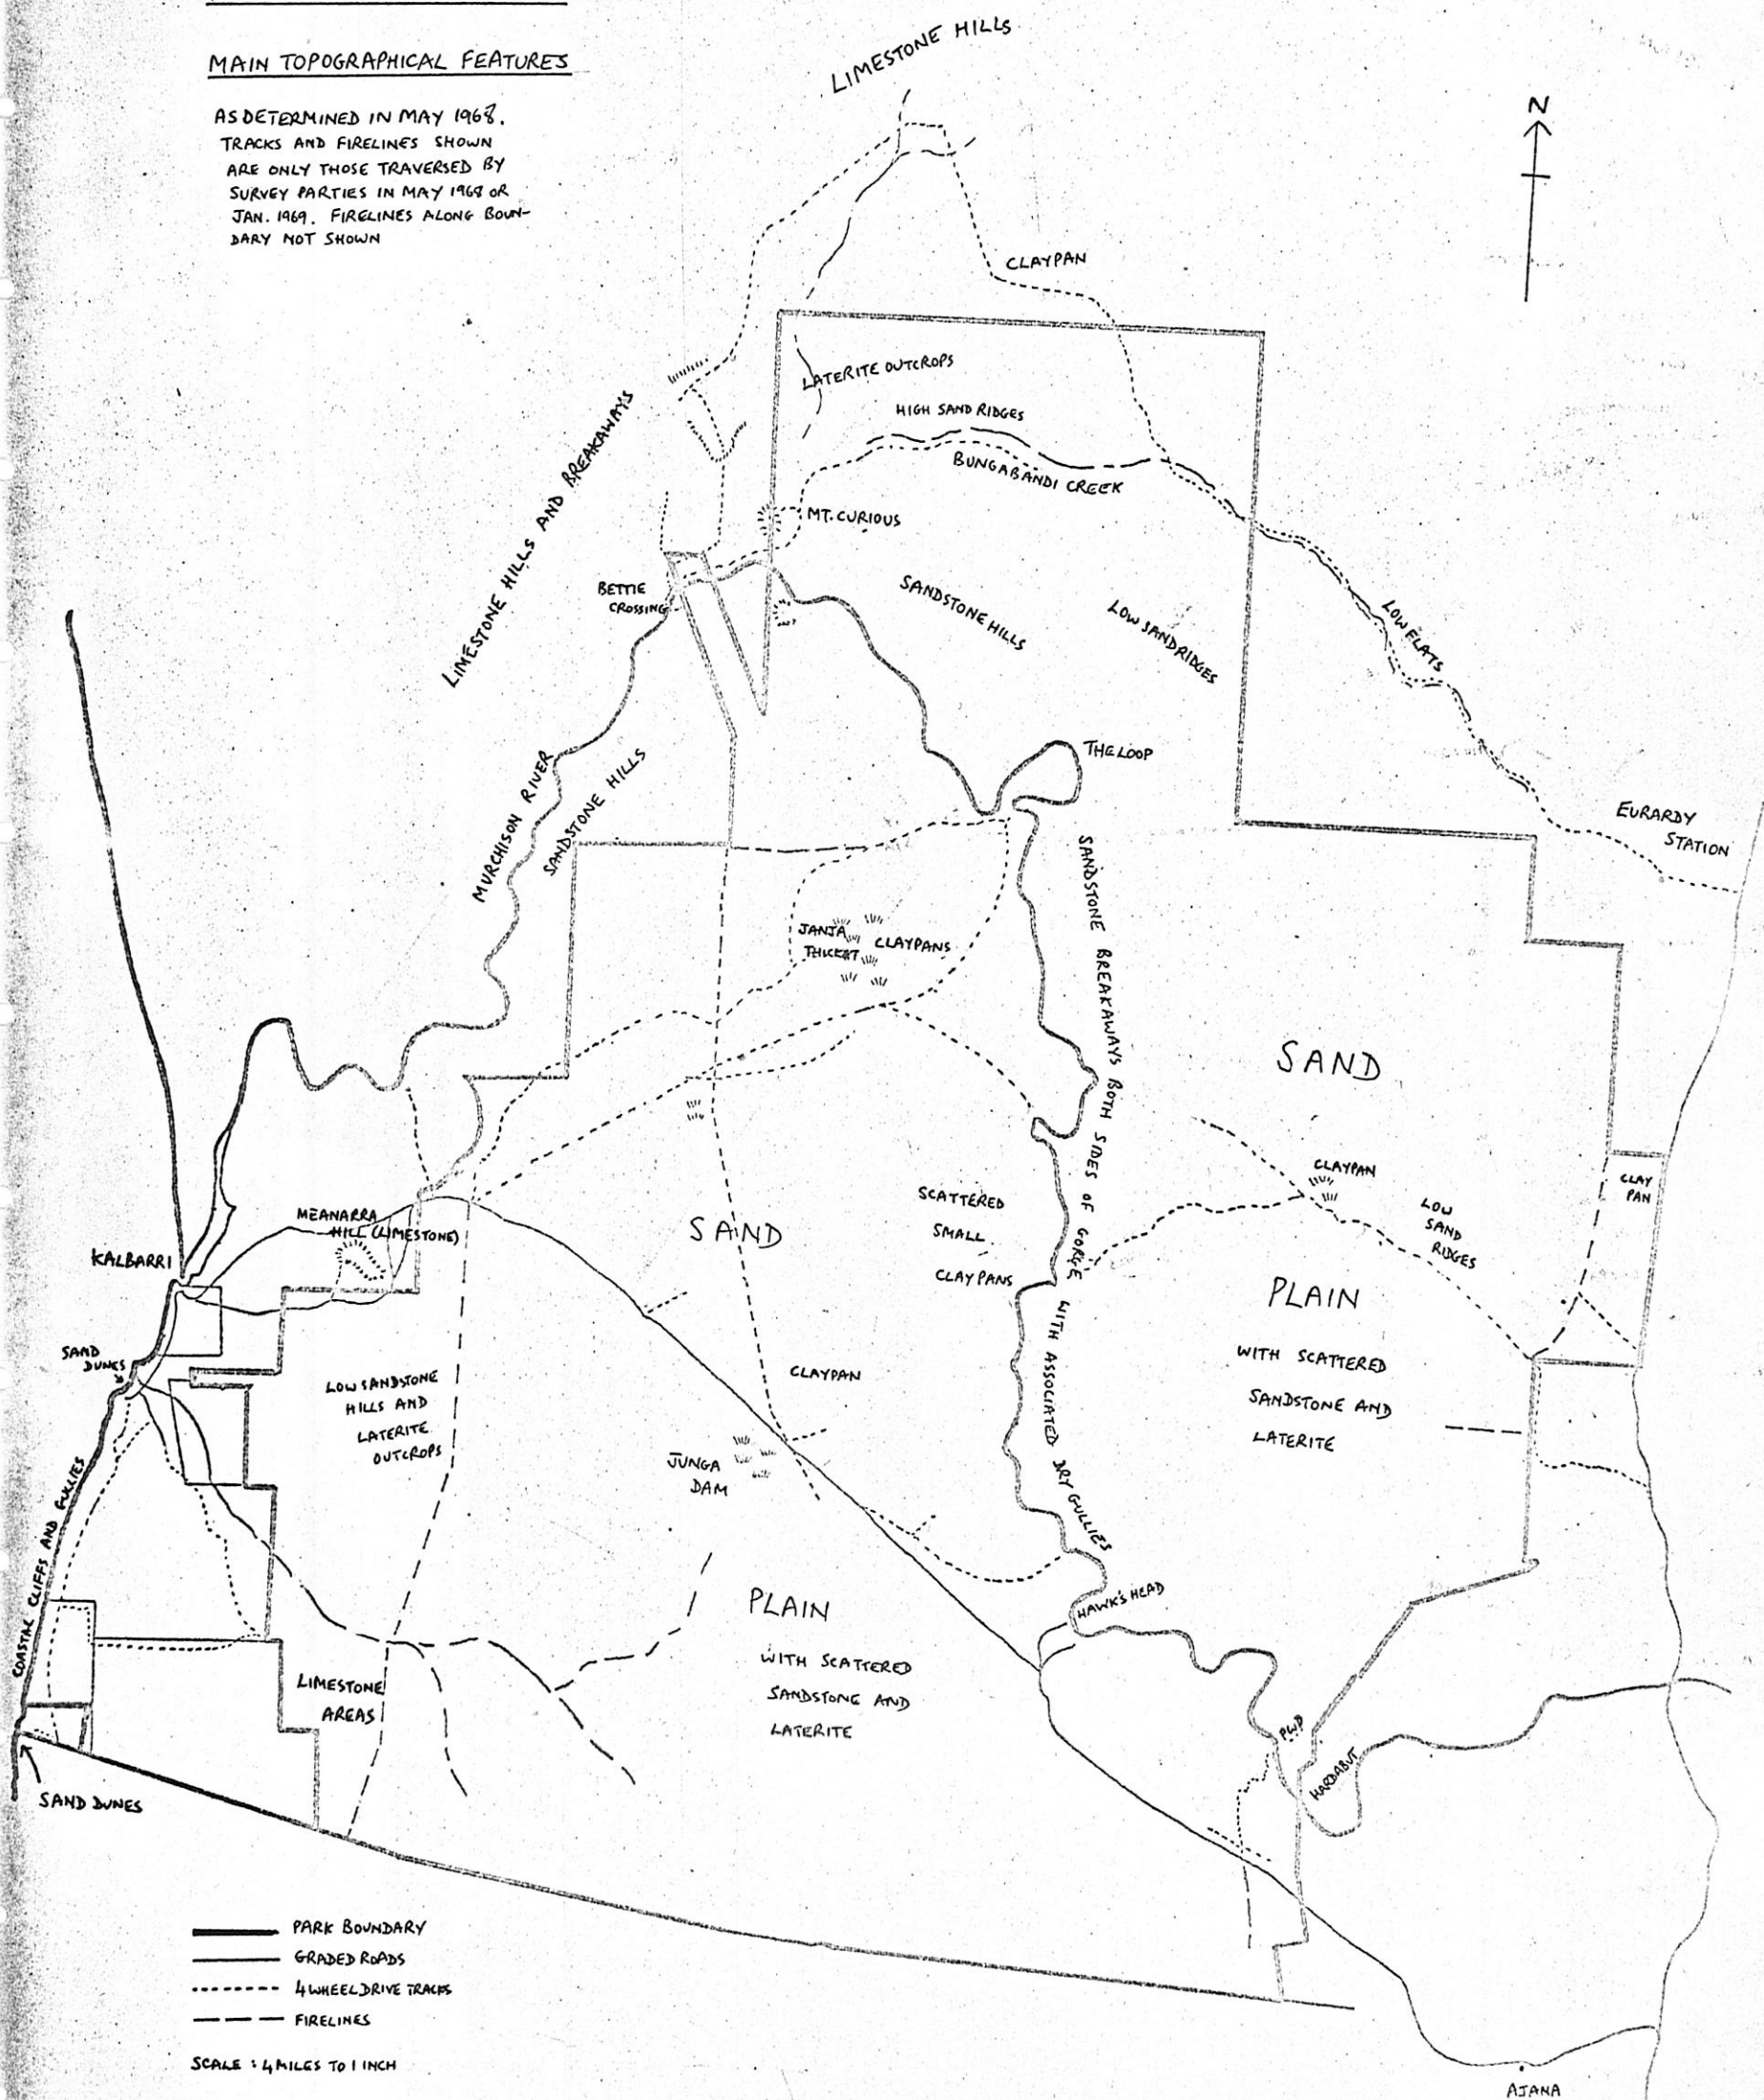 MAIN TOPOGRAPHICAL FEATURES
AS DETERMINED IN MAY 1968.
TRACKS AND FIRELINES SHOWN
ARE ONLY THOSE TRAVERSED BY
SURVEY PARTIES IN MAY 1968 OR
JAN. 1969. FIRELINES ALONG BOUN-
DARY NOT SHOWN
LIMESTONE HILLS
N
CLAYPAN
LATERITE OUTCROPS
HIGH SAND RIDGES
BUNGABANDI CREEK
LIMESTONE HILLS AND BREAKAWAYS
MT. CURIOUS
BETTIE
CROSSING
SANDSTONE HILLS
LOW SANDRIDGES
LOW FLATS
THE LOOP
MURCHISON RIVER
SANDSTONE HILLS
EURARDY
STATION
JANJA
THICKET
CLAYPANS
SANDSTONE BREAKAWAYS BOTH SIDES OF GORGE WITH ASSOCIATED DRY GULLIES
SAND
CLAYPAN
CLAY
PAN
LOW
SAND
RIDGES
SCATTERED
SMALL
CLAY PANS
SAND
MEANARRA
HILL (LIMESTONE)
KALBARRI
PLAIN
WITH SCATTERED
SANDSTONE AND
LATERITE
SAND
DUNES
LOW SANDSTONE
HILLS AND
LATERITE
OUTCROPS
CLAYPAN
JUNGA
DAM
COASTAL CLIFFS AND GULLIES
HAWK'S HEAD
PLAIN
WITH SCATTERED
SANDSTONE AND
LATERITE
LIMESTONE
AREAS
PWD
HARDABUT
SAND DUNES
PARK BOUNDARY
GRADED ROADS
4 WHEEL DRIVE TRACKS
FIRELINES
SCALE : 4 MILES TO 1 INCH
AJANA